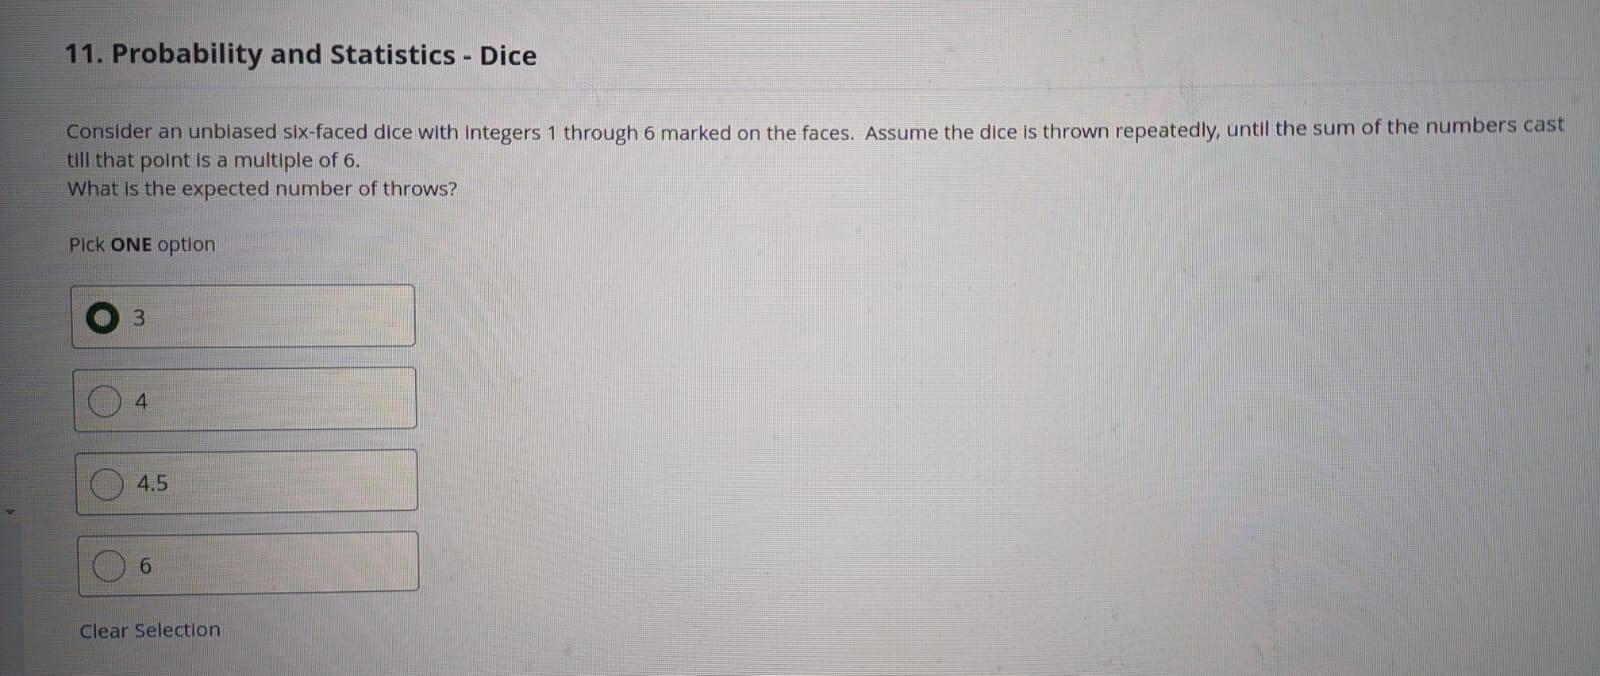 11. Probability and Statistics - Dice
Consider an unbiased six-faced dice with integers 1 through 6 marked on the faces. Assume the dice is thrown repeatedly, until the sum of the numbers cast
till that point is a multiple of 6.
What is the expected number of throws?
Pick ONE option
3
4
4.5
6
Clear Selection